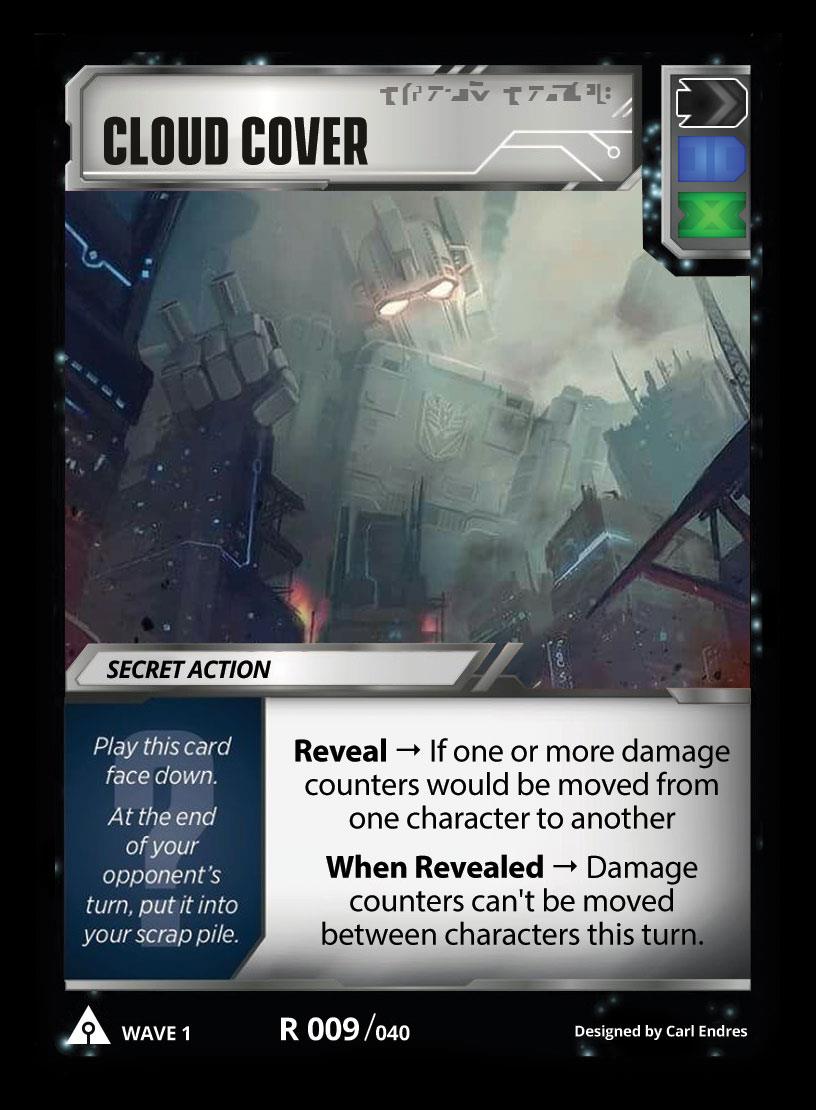 CLOUD COVER
SECRET ACTION
Play this card
face down.
At the end
of your
opponent's
turn, put it into
your scrap pile.
Reveal → If one or more damage
counters would be moved from
one character to another
When Revealed → Damage
counters can't be moved
between characters this turn.
WAVE 1
R 009/040
Designed by Carl Endres